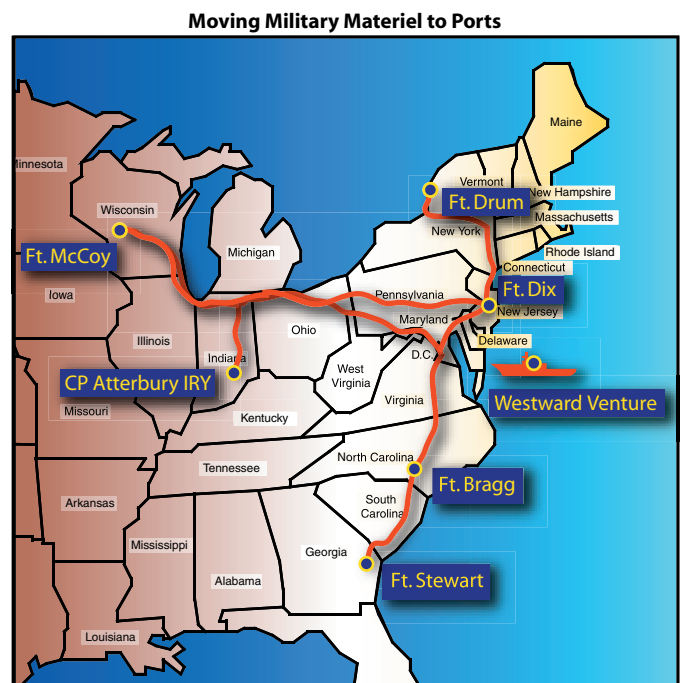 Moving Military Materiel to Ports
Maine
Minnesota
Vermont
New Hampshire
Ft. Drum
Wisconsin
Massachusetts
New York
Ft. McCoy
Michigan
Rhode Island
Connecticut
Ft. Dix
Iowa
Pennsylvania
New Jersey
Maryland
Ohio
Illinois
Delaware
D.C.
Indiana
West
Virginia
CP Atterbury IRY
Virginia
Westward Venture
Missouri
Kentucky
North Carolina
Tennessee
Ft. Bragg
South
Carolina
Arkansas
Mississippi
Georgia
Ft. Stewart
Alabama
Louisiana